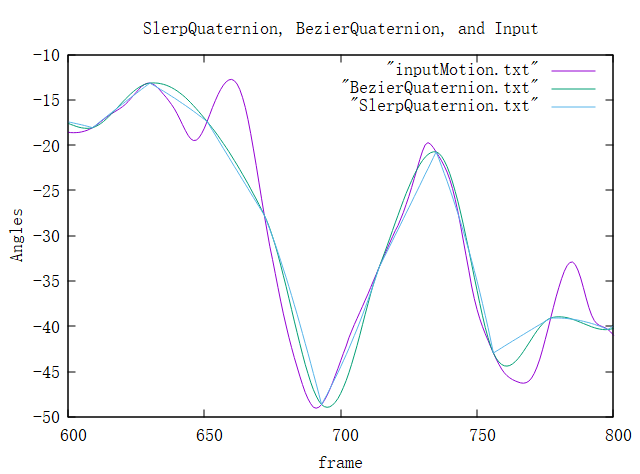 SlerpQuaternion, BezierQuaternion, and Input
"inputMotion.txt"
"BezierQuaternion.txt"
"SlerpQuaternion.txt"
-10
-15
-20
-25
-30
-35
-40
-45
-50
Angles
600
650
700
750
800
frame